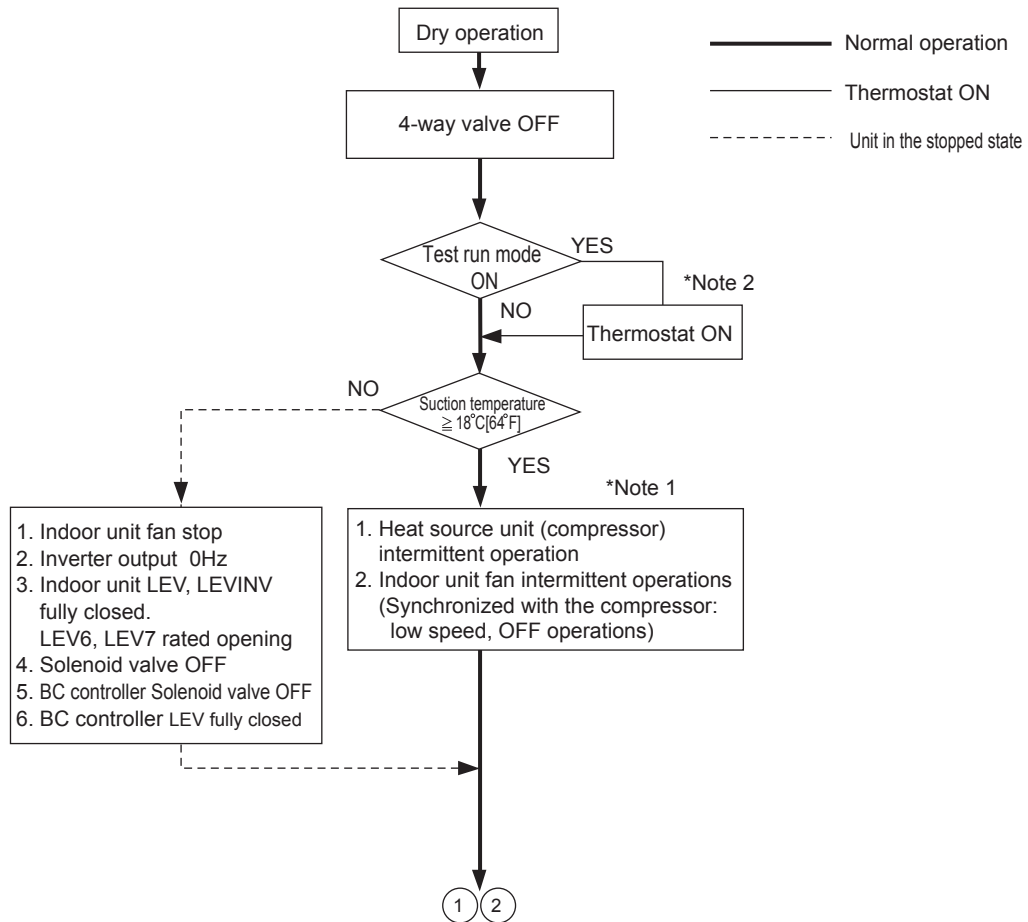 Dry operation
Normal operation
Thermostat ON
4-way valve OFF
Unit in the stopped state
Test run mode
ON
YES
*Note 2
NO
Thermostat ON
NO
Suction temperature
≧ 18°C[64°F]
YES
*Note 1
1. Indoor unit fan stop
2. Inverter output 0Hz
3. Indoor unit LEV, LEVINV
fully closed.
LEV6, LEV7 rated opening
4. Solenoid valve OFF
5. BC controller Solenoid valve OFF
6. BC controller LEV fully closed
1. Heat source unit (compressor)
intermittent operation
2. Indoor unit fan intermittent operations
(Synchronized with the compressor:
low speed, OFF operations)
1 2